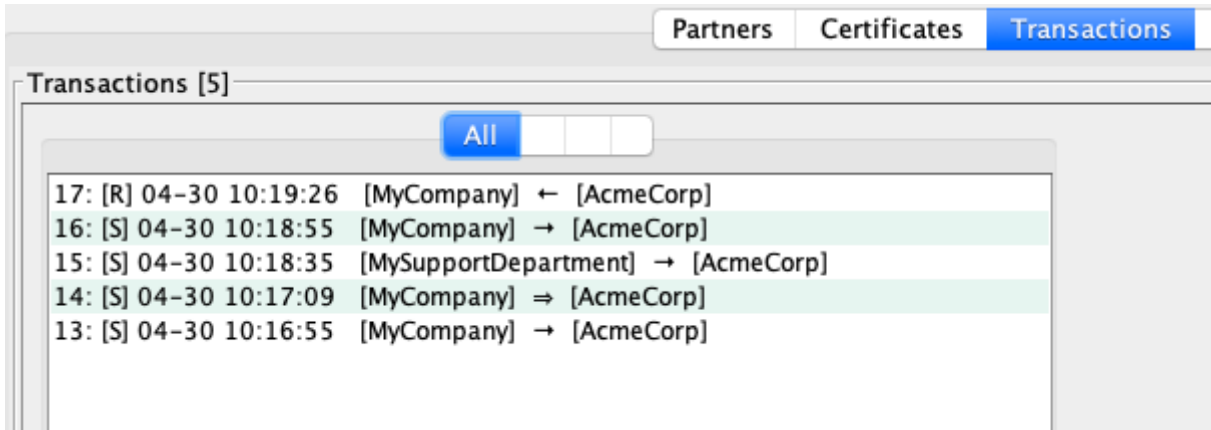 Partners Certificates Transactions
Transactions [5]
All
17: [R] 04-30 10:19:26 [MyCompany] ← [AcmeCorp]
16: [S] 04-30 10:18:55 [MyCompany] → [AcmeCorp]
15: [S] 04-30 10:18:35 [MySupportDepartment] → [AcmeCorp]
14: [S] 04-30 10:17:09 [MyCompany] ⇒ [AcmeCorp]
13: [S] 04-30 10:16:55 [MyCompany] → [AcmeCorp]